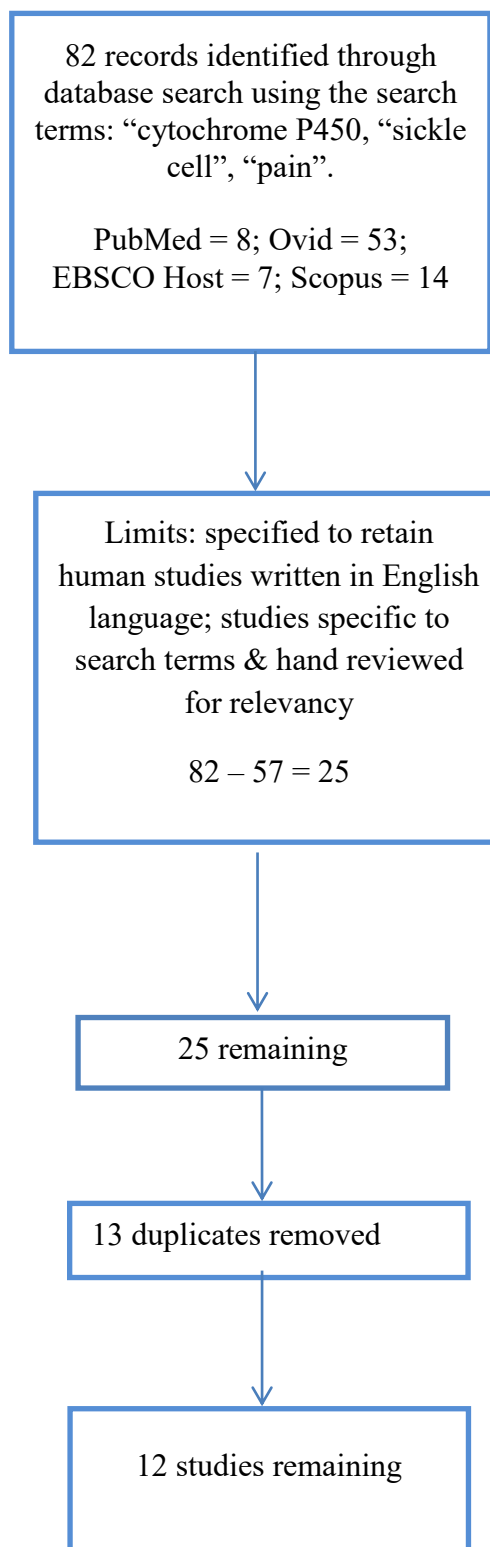 82 records identified through
database search using the search
terms: “cytochrome P450, “sickle
cell”, “pain”.
PubMed = 8; Ovid = 53;
EBSCO Host = 7; Scopus = 14
Limits: specified to retain
human studies written in English
language; studies specific to
search terms & hand reviewed
for relevancy
82 – 57 = 25
25 remaining
13 duplicates removed
12 studies remaining